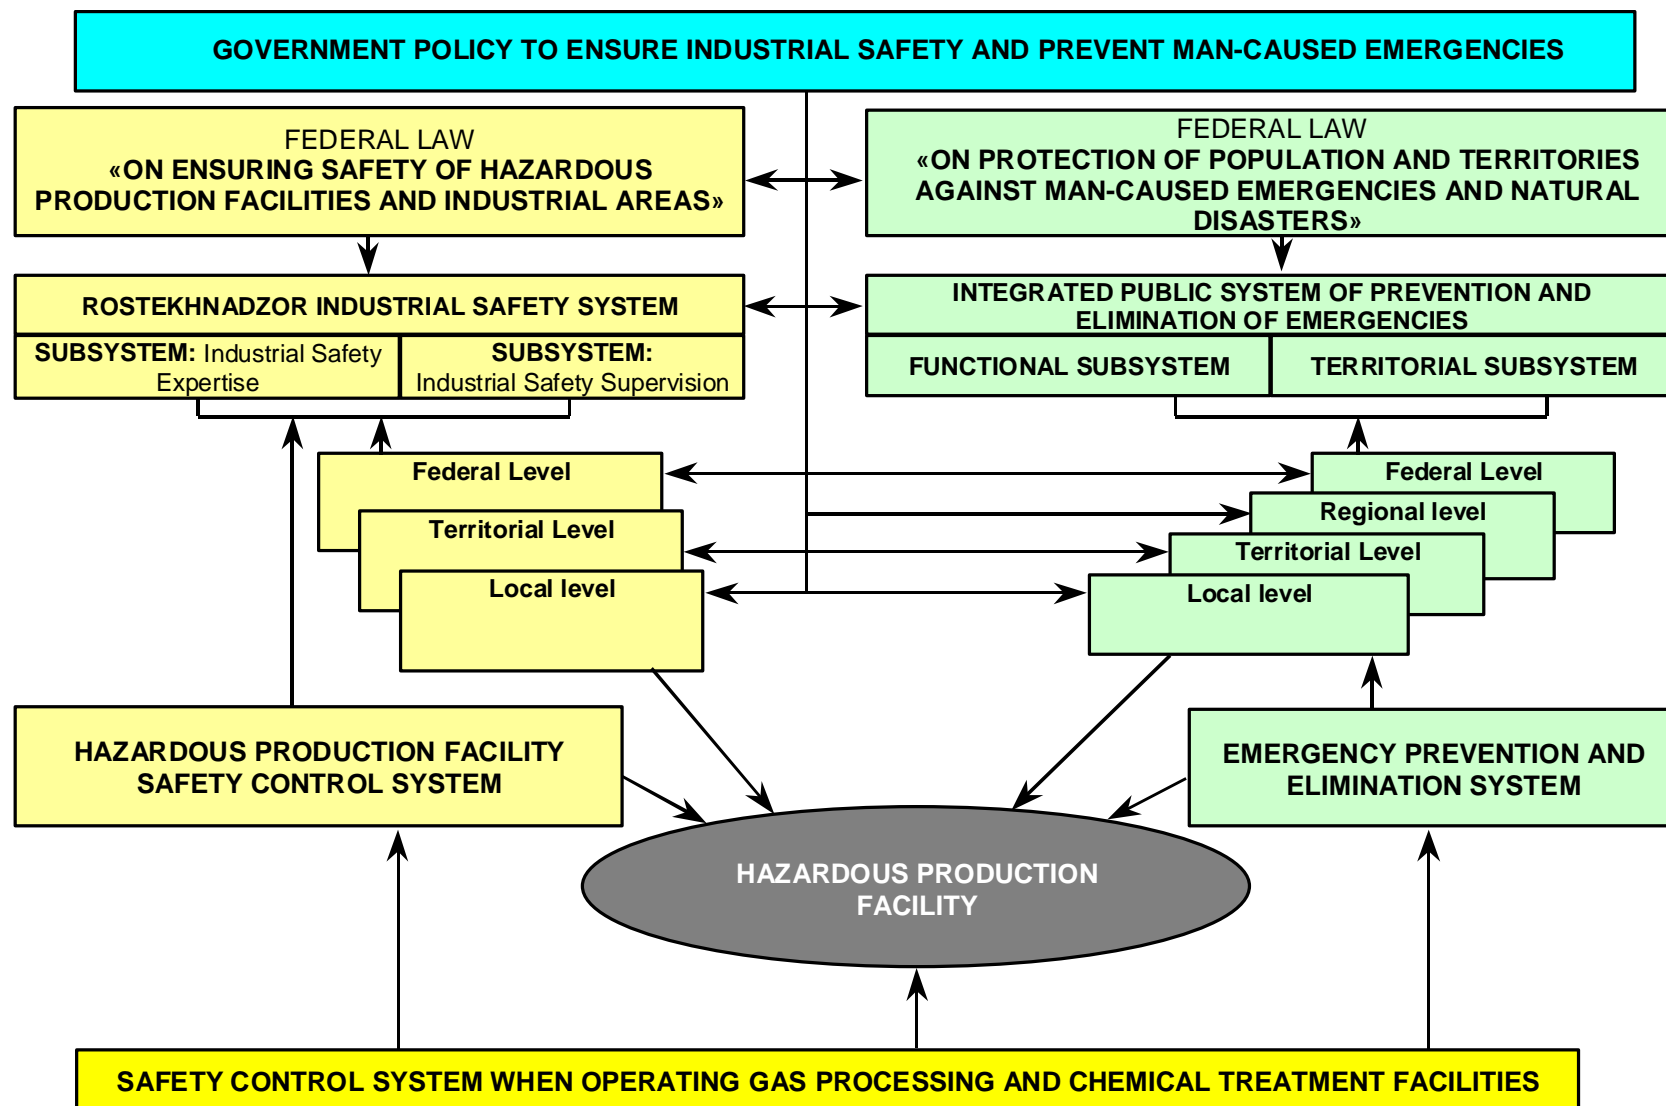 GOVERNMENT POLICY TO ENSURE INDUSTRIAL SAFETY AND PREVENT MAN-CAUSED EMERGENCIES
FEDERAL LAW
«ON ENSURING SAFETY OF HAZARDOUS
PRODUCTION FACILITIES AND INDUSTRIAL AREAS»
FEDERAL LAW
«ON PROTECTION OF POPULATION AND TERRITORIES
AGAINST MAN-CAUSED EMERGENCIES AND NATURAL
DISASTERS»
ROSTEKHNADZOR INDUSTRIAL SAFETY SYSTEM
SUBSYSTEM: Industrial Safety
Expertise
SUBSYSTEM:
Industrial Safety Supervision
INTEGRATED PUBLIC SYSTEM OF PREVENTION AND
ELIMINATION OF EMERGENCIES
FUNCTIONAL SUBSYSTEM
TERRITORIAL SUBSYSTEM
Federal Level
Territorial Level
Local level
Federal Level
Regional level
Territorial Level
Local level
HAZARDOUS PRODUCTION FACILITY
SAFETY CONTROL SYSTEM
EMERGENCY PREVENTION AND
ELIMINATION SYSTEM
HAZARDOUS PRODUCTION
FACILITY
SAFETY CONTROL SYSTEM WHEN OPERATING GAS PROCESSING AND CHEMICAL TREATMENT FACILITIES